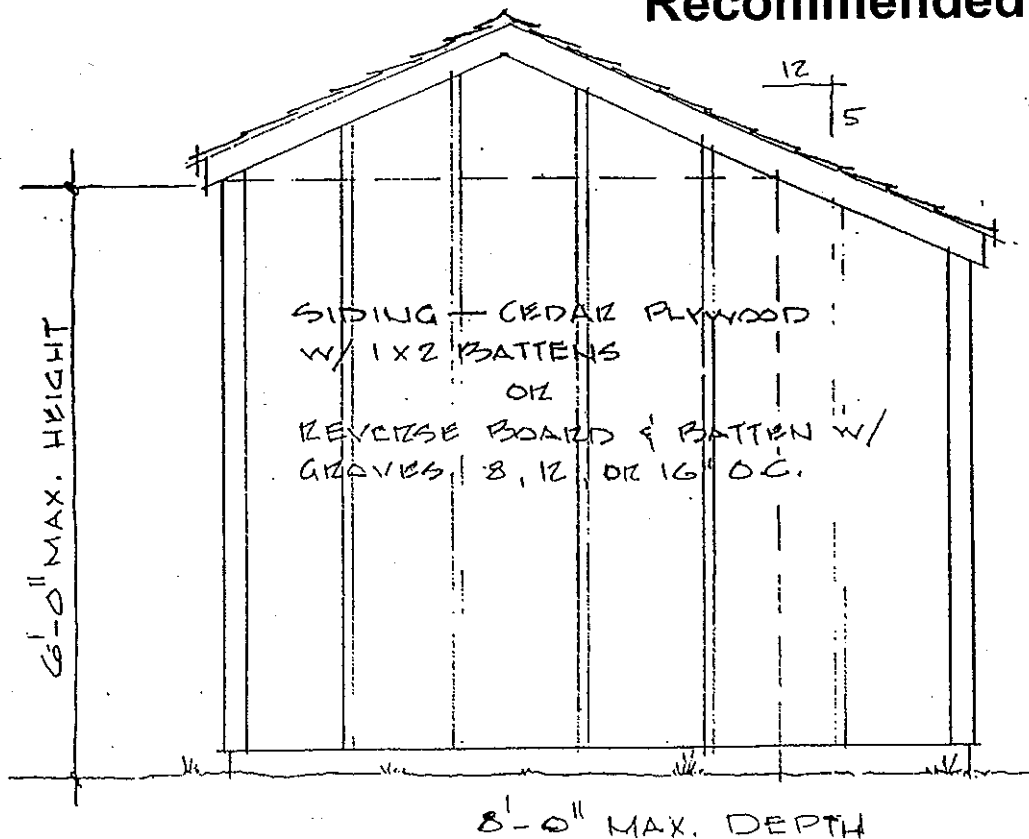 Recommended
12
5
6'-0" MAX. HEIGHT
SIDING — CEDAR PLYWOOD
W/ 1X2 BATTENS
OR
REVERSE BOARD & BATTEN W/
GROVES, 8, 12, OR 16" O.C.
8'-0" MAX. DEPTH